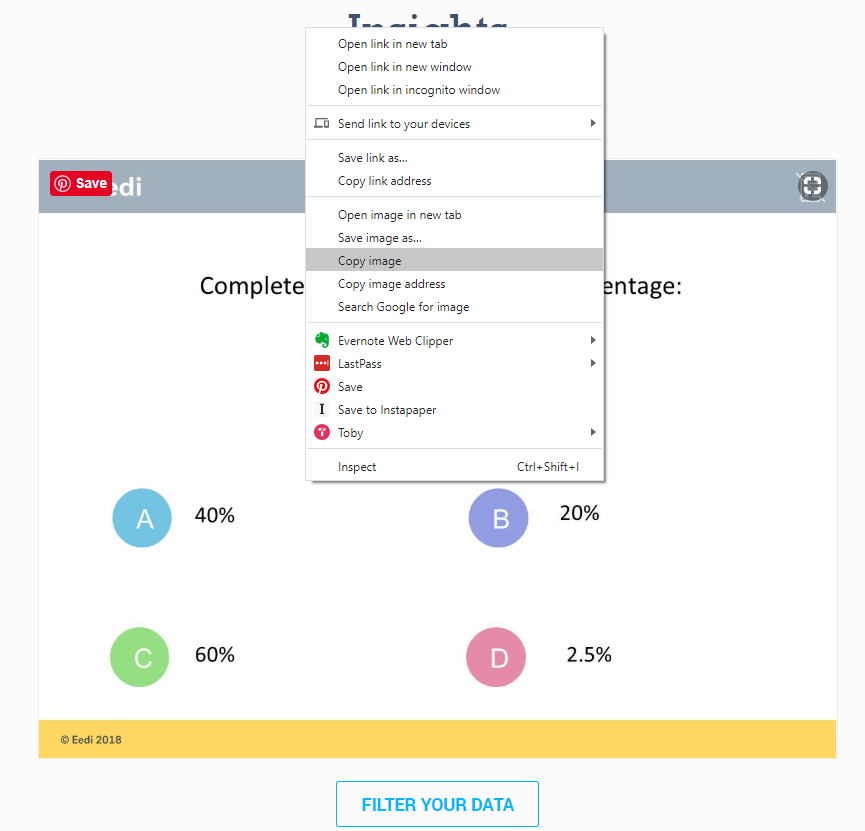 Open link in new tab
Open link in new window
Open link in incognito window
Send link to your devices
Save link as...
Copy link address
Open image in new tab
Save image as...
Copy image
Copy image address
Search Google for image
Evernote Web Clipper
LastPass
Save
Save to Instapaper
Toby
Inspect Ctrl+Shift+I
Save edi
Complete entage:
A 40% B 20%
C 60% D 2.5%
© Eedi 2018
FILTER YOUR DATA